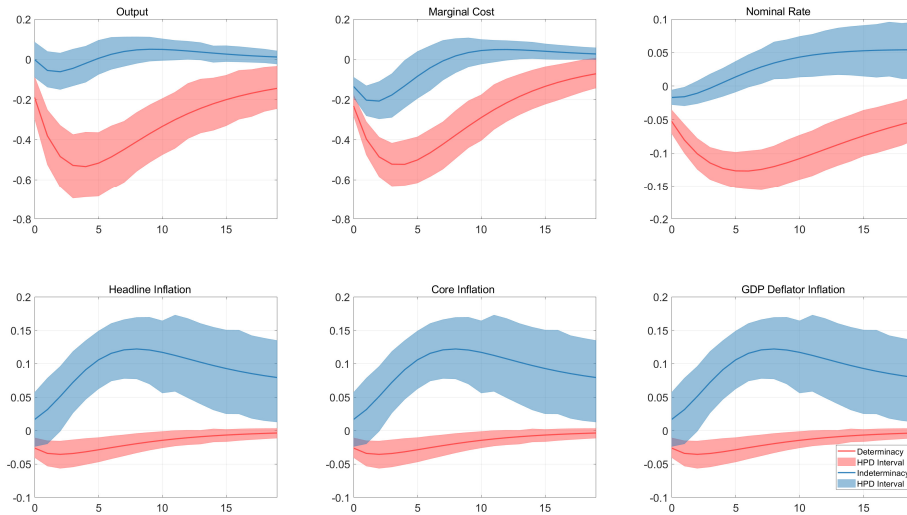 Output
Marginal Cost
Nominal Rate
0.2
0
-0.2
-0.4
-0.6
-0.8
0 5 10 15
0.2
0
-0.2
-0.4
-0.6
-0.8
0 5 10 15
0.1
0.05
0
-0.05
-0.1
-0.15
-0.2
0 5 10 15
Headline Inflation
Core Inflation
GDP Deflator Inflation
0.2
0.15
0.1
0.05
0
-0.05
-0.1
0 5 10 15
0.2
0.15
0.1
0.05
0
-0.05
-0.1
0 5 10 15
0.2
0.15
0.1
0.05
0
-0.05
-0.1
0 5 10 15
Determinacy
HPD Interval
Indeterminacy
HPD Interval